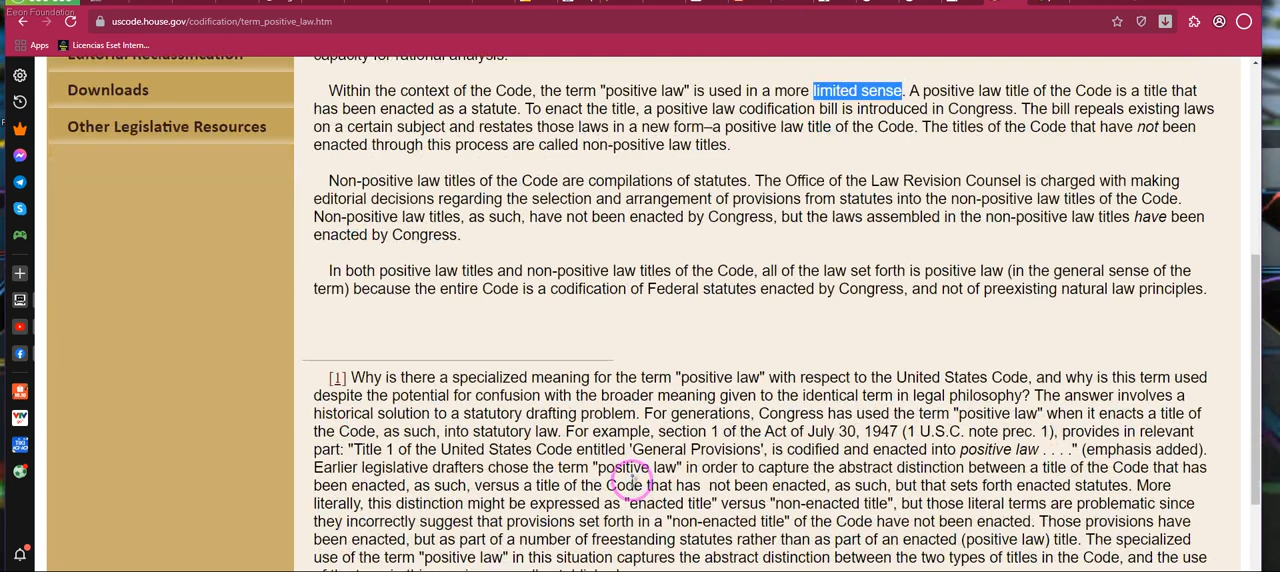 Eeon Foundation
uscode.house.gov/codification/term_positive_law.htm
Apps Licencias Eset Intern...
Editorial Reclassification
Downloads
Other Legislative Resources
capacity for rational analysis.
Within the context of the Code, the term "positive law" is used in a more limited sense. A positive law title of the Code is a title that
has been enacted as a statute. To enact the title, a positive law codification bill is introduced in Congress. The bill repeals existing laws
on a certain subject and restates those laws in a new form–a positive law title of the Code. The titles of the Code that have not been
enacted through this process are called non-positive law titles.
Non-positive law titles of the Code are compilations of statutes. The Office of the Law Revision Counsel is charged with making
editorial decisions regarding the selection and arrangement of provisions from statutes into the non-positive law titles of the Code.
Non-positive law titles, as such, have not been enacted by Congress, but the laws assembled in the non-positive law titles have been
enacted by Congress.
In both positive law titles and non-positive law titles of the Code, all of the law set forth is positive law (in the general sense of the
term) because the entire Code is a codification of Federal statutes enacted by Congress, and not of preexisting natural law principles.
[1] Why is there a specialized meaning for the term "positive law" with respect to the United States Code, and why is this term used
despite the potential for confusion with the broader meaning given to the identical term in legal philosophy? The answer involves a
historical solution to a statutory drafting problem. For generations, Congress has used the term "positive law" when it enacts a title of
the Code, as such, into statutory law. For example, section 1 of the Act of July 30, 1947 (1 U.S.C. note prec. 1), provides in relevant
part: "Title 1 of the United States Code entitled 'General Provisions', is codified and enacted into positive law . . . ." (emphasis added).
Earlier legislative drafters chose the term "positive law" in order to capture the abstract distinction between a title of the Code that has
been enacted, as such, versus a title of the Code that has not been enacted, as such, but that sets forth enacted statutes. More
literally, this distinction might be expressed as "enacted title" versus "non-enacted title", but those literal terms are problematic since
they incorrectly suggest that provisions set forth in a "non-enacted title" of the Code have not been enacted. Those provisions have
been enacted, but as part of a number of freestanding statutes rather than as part of an enacted (positive law) title. The specialized
use of the term "positive law" in this situation captures the abstract distinction between the two types of titles in the Code, and the use